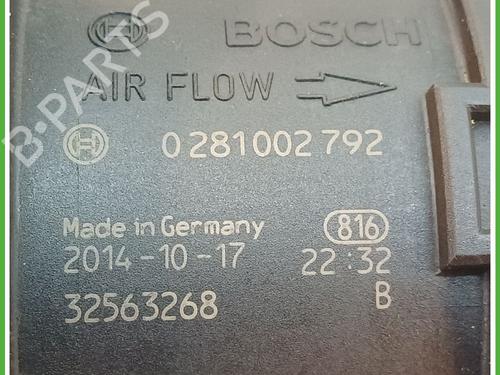 BOSCH
AIR FLOW
0 281 002 792
Made in Germany 816
2014-10-17 22:32
32563268 B
B-PARTS